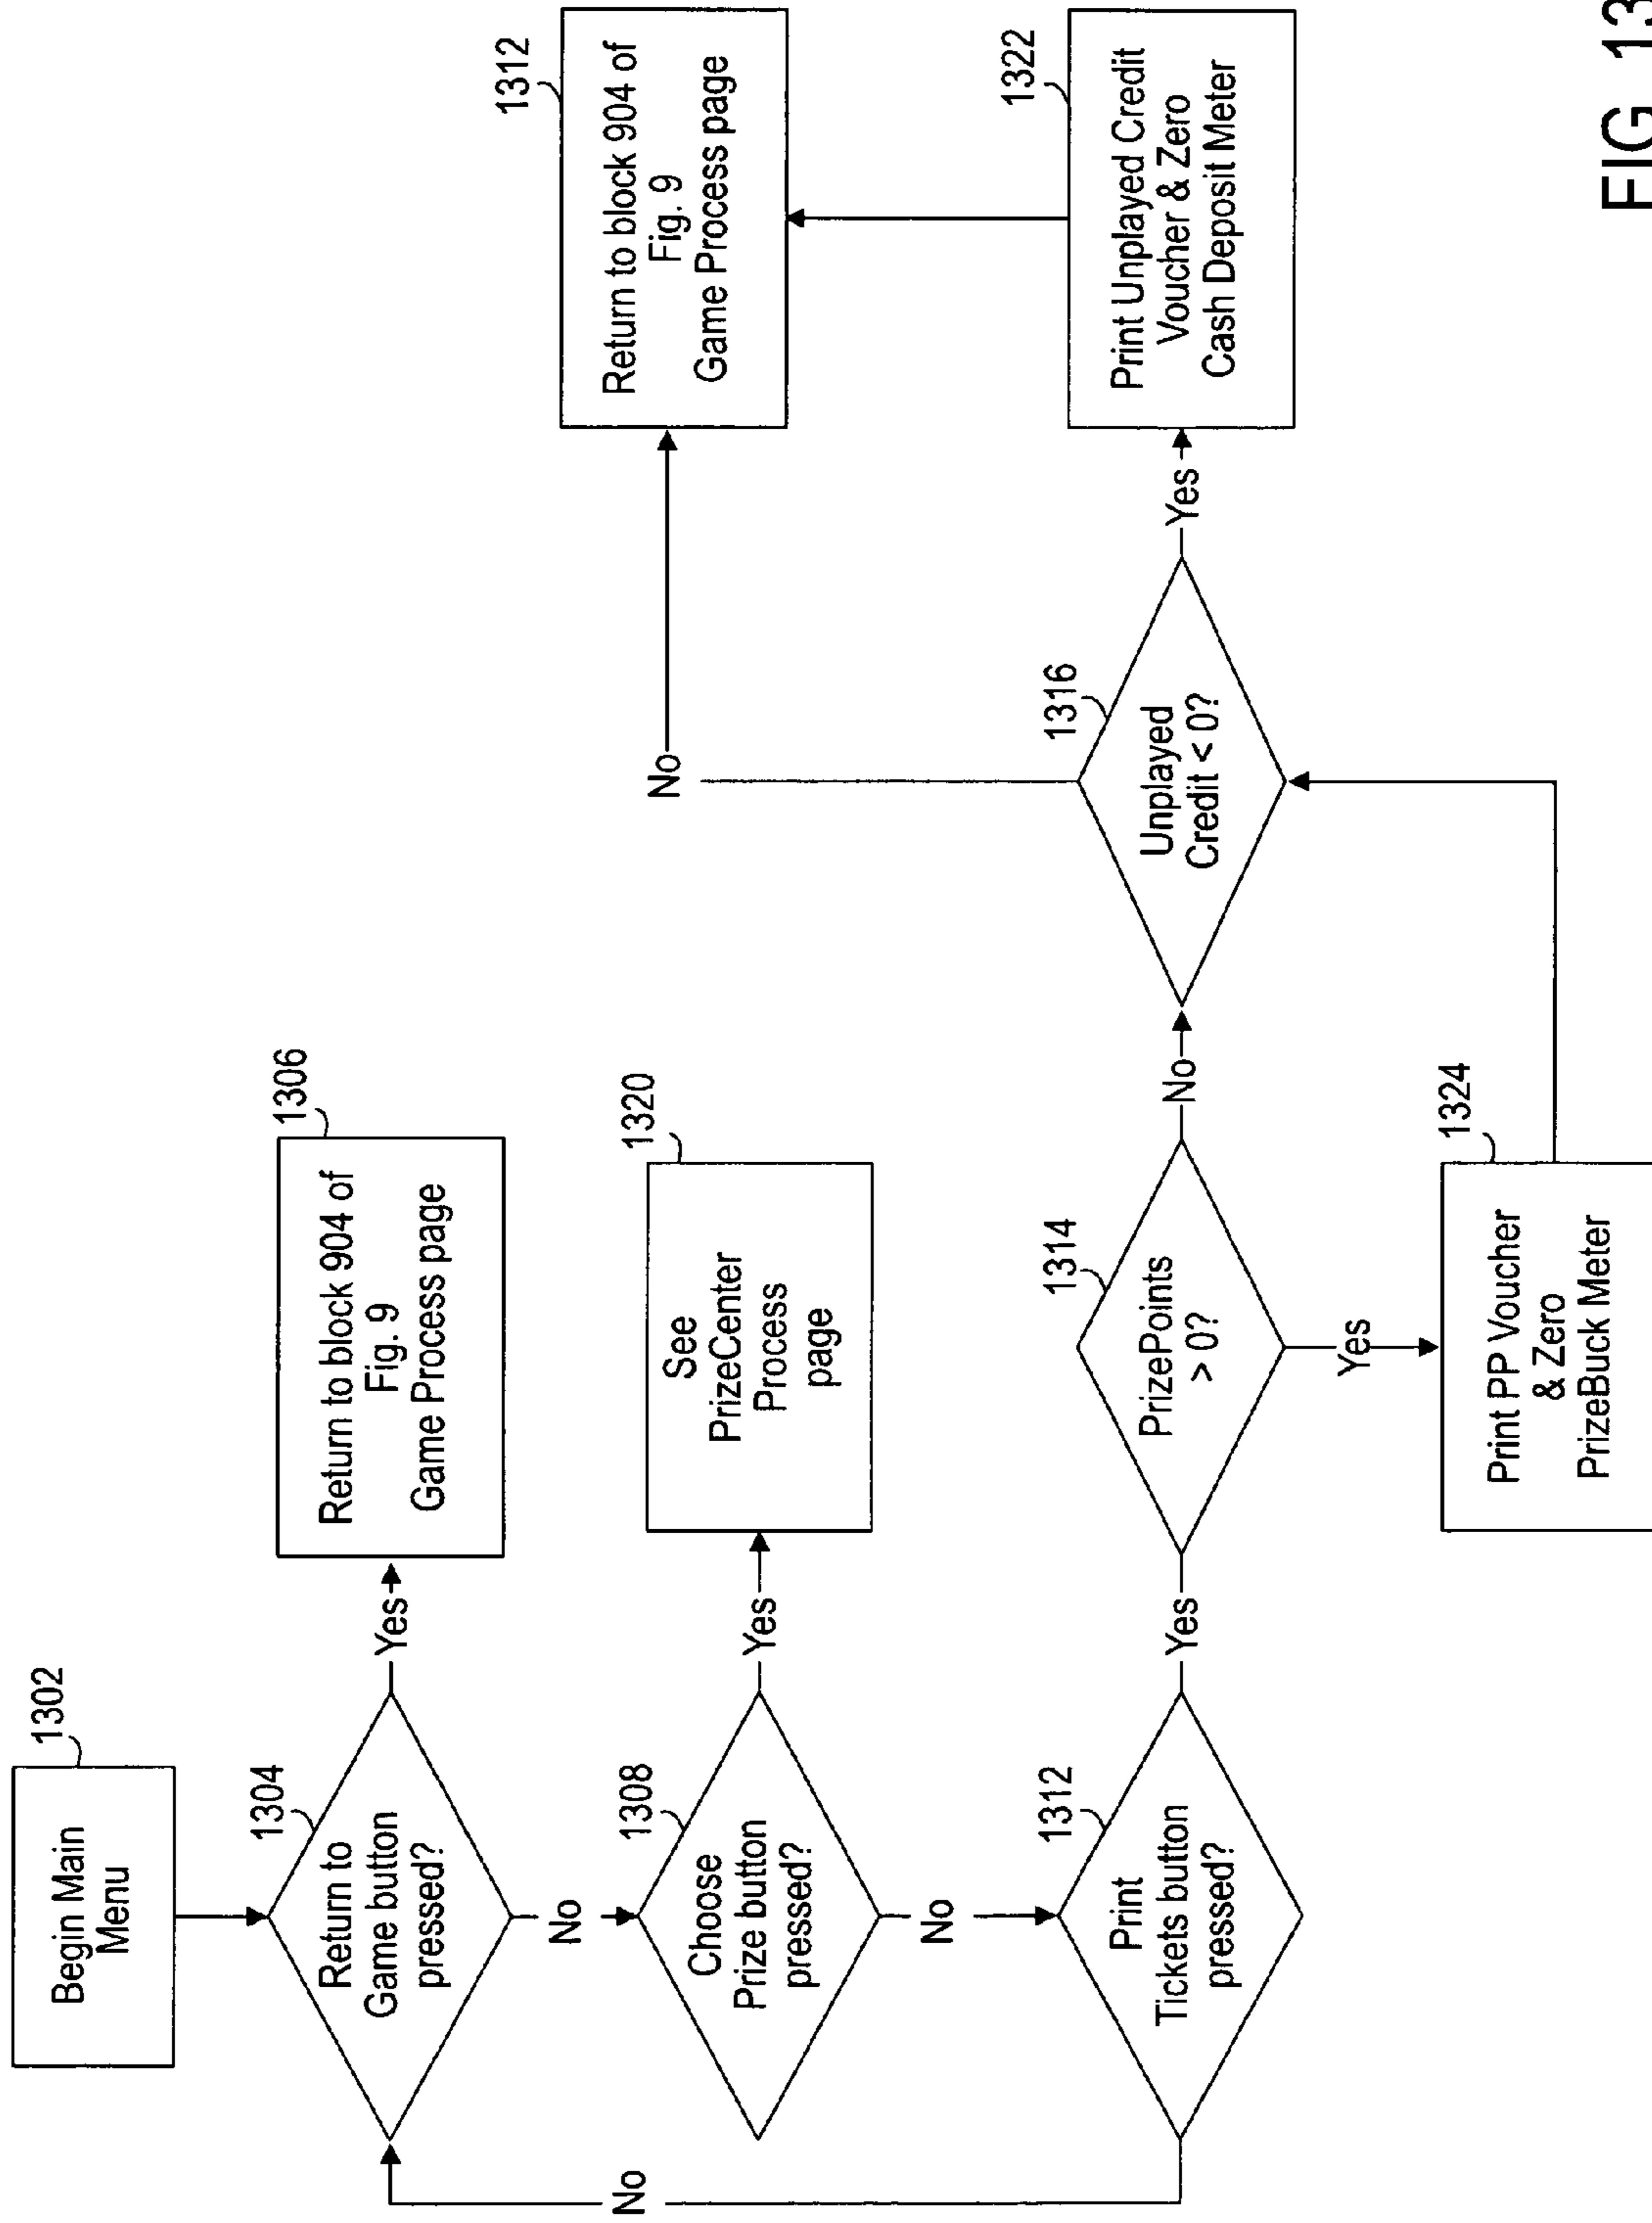 1302
Begin Main
Menu
1304
Return to
Game button
pressed?
Yes
1306
Return to block 904 of
Fig. 9
Game Process page
No
1308
Choose
Prize button
pressed?
Yes
1320
See
PrizeCenter
Process
page
No
1312
Print
Tickets button
pressed?
No
Yes
1314
PrizePoints
> 0?
Yes
1324
Print PP Voucher
& Zero
PrizeBuck Meter
No
1316
Unplayed
Credit < 0?
No
1312
Return to block 904 of
Fig. 9
Game Process page
Yes
1322
Print Unplayed Credit
Voucher & Zero
Cash Deposit Meter
FIG 13